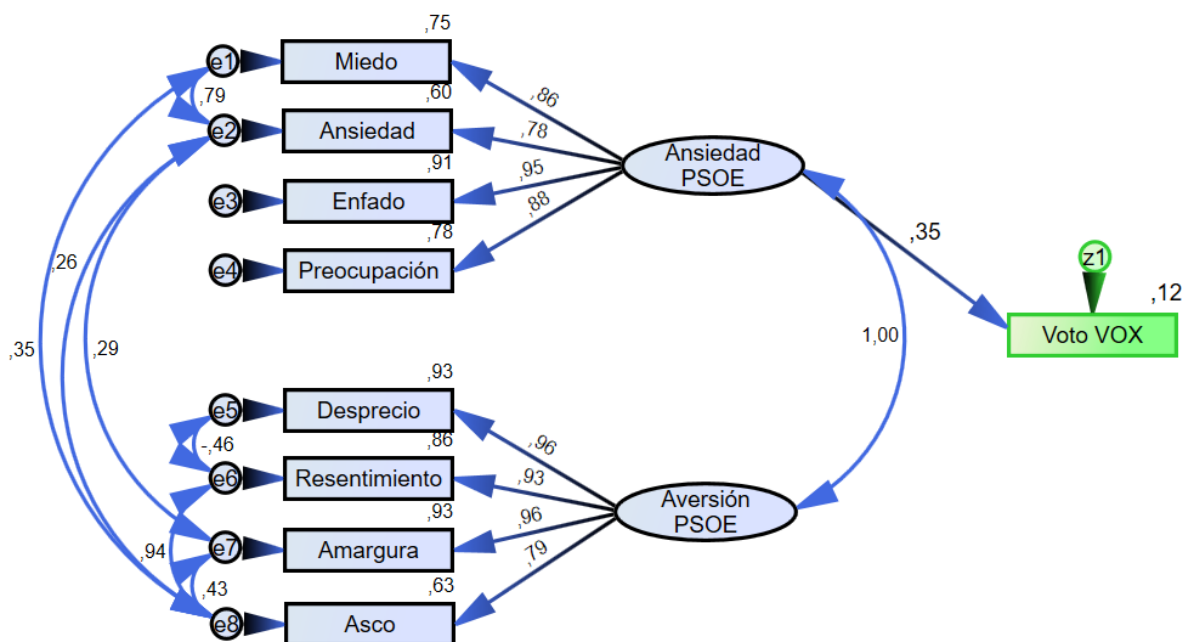 ,75
e1
Miedo
,79
,60
e2
Ansiedad
,91
e3
Enfado
,78
e4
Preocupación
,86
,78
,95
,88
Ansiedad
PSOE
,35
z1
,12
Voto VOX
1,00
,26
,35
,29
,93
e5
Desprecio
-,46
,86
e6
Resentimiento
,93
e7
Amargura
,94
,43
,63
e8
Asco
,96
,93
,96
,79
Aversión
PSOE